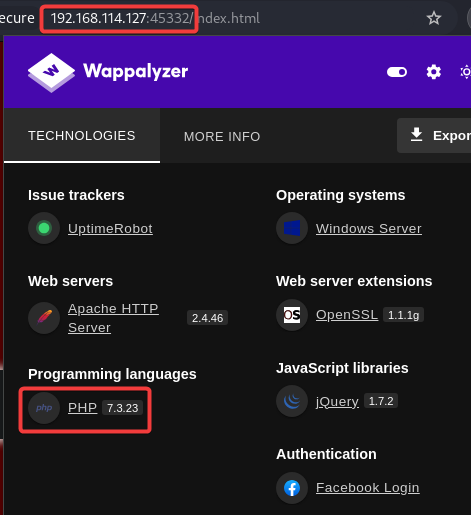 ecure 192.168.114.127:45332/index.html
Wappalyzer
TECHNOLOGIES MORE INFO Expor
Issue trackers
UptimeRobot
Operating systems
Windows Server
Web servers
Apache HTTP
Server 2.4.46
Web server extensions
OpenSSL 1.1.1g
Programming languages
php PHP 7.3.23
JavaScript libraries
jQuery 1.7.2
Authentication
Facebook Login